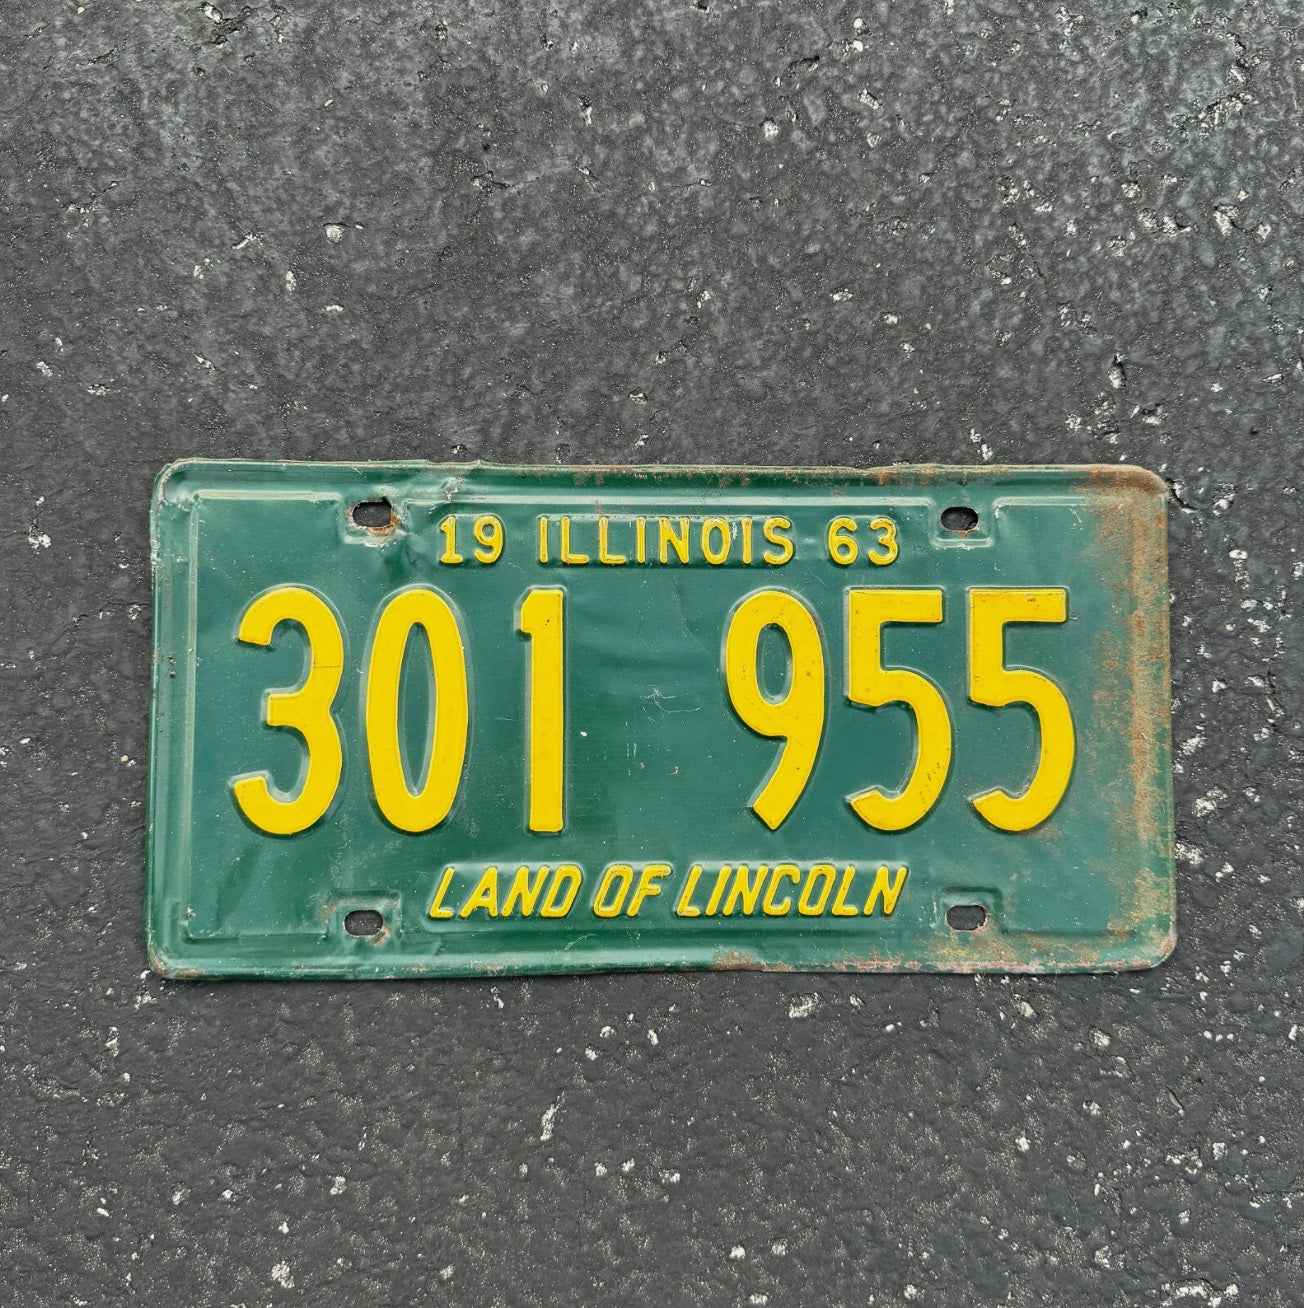 19 ILLINOIS 63
301 955
LAND OF LINCOLN